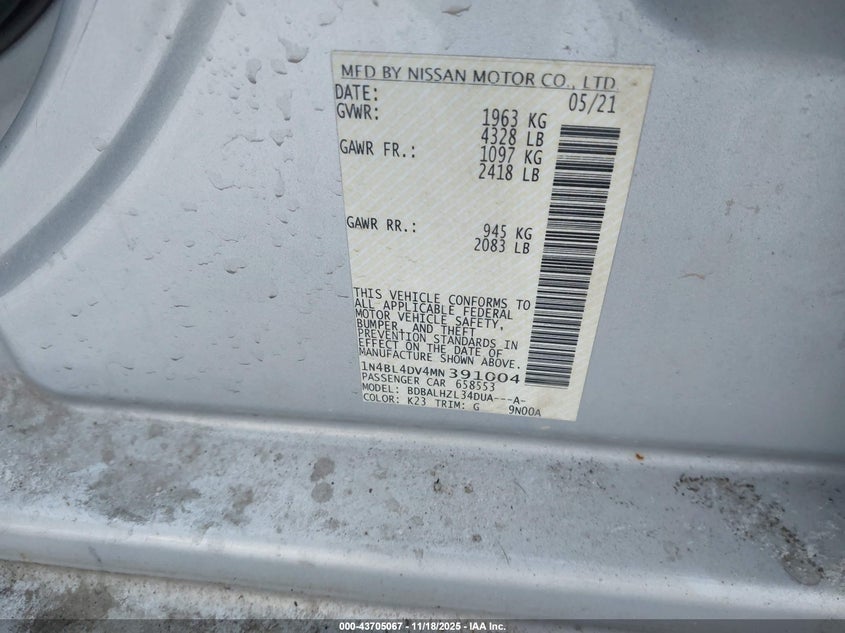 MFD BY NISSAN MOTOR CO., LTD
DATE: 05/21
GVWR: 1963 KG
4328 LB
GAWR FR.: 1097 KG
2418 LB
GAWR RR.: 945 KG
2083 LB
THIS VEHICLE CONFORMS TO
ALL APPLICABLE FEDERAL
MOTOR VEHICLE SAFETY,
BUMPER, AND THEFT
PREVENTION STANDARDS IN
EFFECT ON THE DATE OF
MANUFACTURE SHOWN ABOVE.
1N4BL4DV4MN391004
PASSENGER CAR 658553
MODEL: BDBALHZL34DUA---A-
COLOR: K23 TRIM: G 9N00A
000-43705067 - 11/18/2025 - IAA Inc.